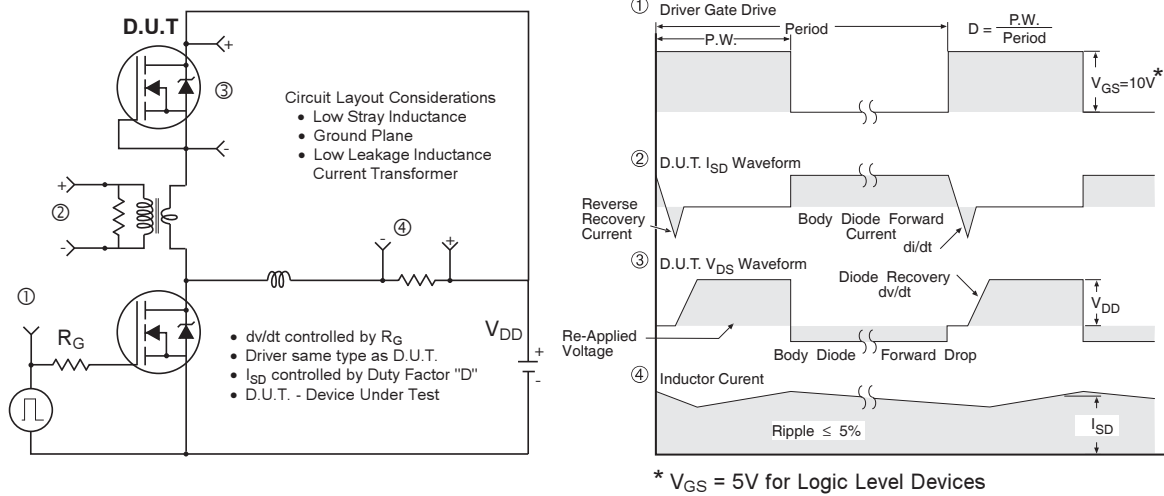 D.U.T
+
③
-
Circuit Layout Considerations
• Low Stray Inductance
• Ground Plane
• Low Leakage Inductance
Current Transformer
+
②
-
④
-
+
①
R_G
• dv/dt controlled by R_G
• Driver same type as D.U.T.
• I_SD controlled by Duty Factor "D"
• D.U.T. - Device Under Test
V_DD
+
-
① Driver Gate Drive
P.W.
Period
D = P.W. / Period
V_GS=10V*
② D.U.T. I_SD Waveform
Reverse
Recovery
Current
Body Diode Forward
Current
di/dt
③ D.U.T. V_DS Waveform
Diode Recovery
dv/dt
V_DD
Re-Applied
Voltage
Body Diode Forward Drop
④ Inductor Curent
Ripple ≤ 5%
I_SD
* V_GS = 5V for Logic Level Devices